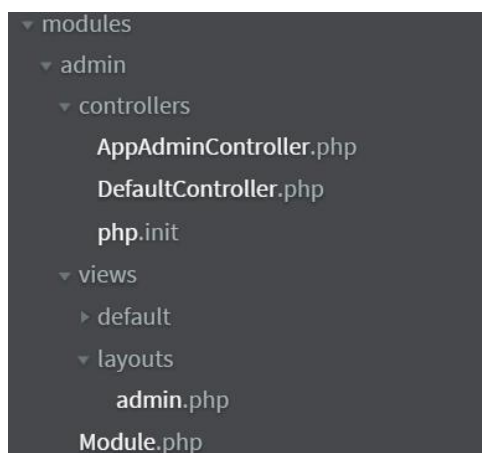 modules
admin
controllers
AppAdminController.php
DefaultController.php
php.init
views
default
layouts
admin.php
Module.php